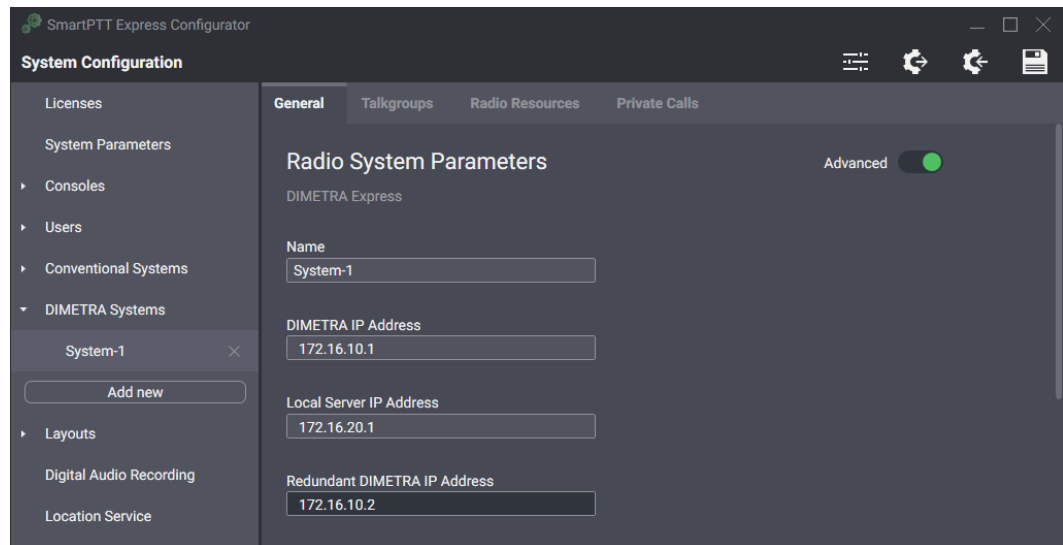 SmartPTT Express Configurator
System Configuration
Licenses
System Parameters
Consoles
Users
Conventional Systems
DIMETRA Systems
System-1
Add new
Layouts
Digital Audio Recording
Location Service
General Talkgroups Radio Resources Private Calls
Radio System Parameters
Advanced
DIMETRA Express
Name
System-1
DIMETRA IP Address
172.16.10.1
Local Server IP Address
172.16.20.1
Redundant DIMETRA IP Address
172.16.10.2